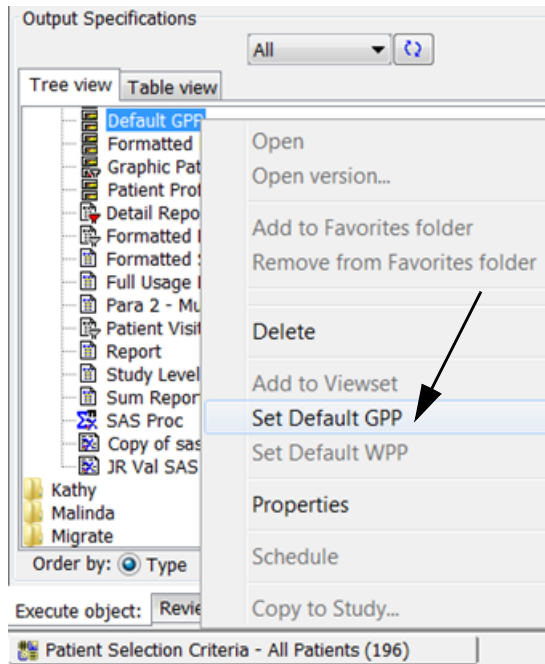 Output Specifications
All
Tree view Table view
Default GPP
Formatted
Graphic Pat
Patient Prof
Detail Repo
Formatted
Formatted
Full Usage
Para 2 - Mu
Patient Visit
Report
Study Level
Sum Repor
SAS Proc
Copy of sas
JR Val SAS
Kathy
Malinda
Migrate
Open
Open version...
Add to Favorites folder
Remove from Favorites folder
Delete
Add to Viewset
Set Default GPP
Set Default WPP
Properties
Schedule
Copy to Study...
Order by: Type
Execute object: Revie
Patient Selection Criteria - All Patients (196)